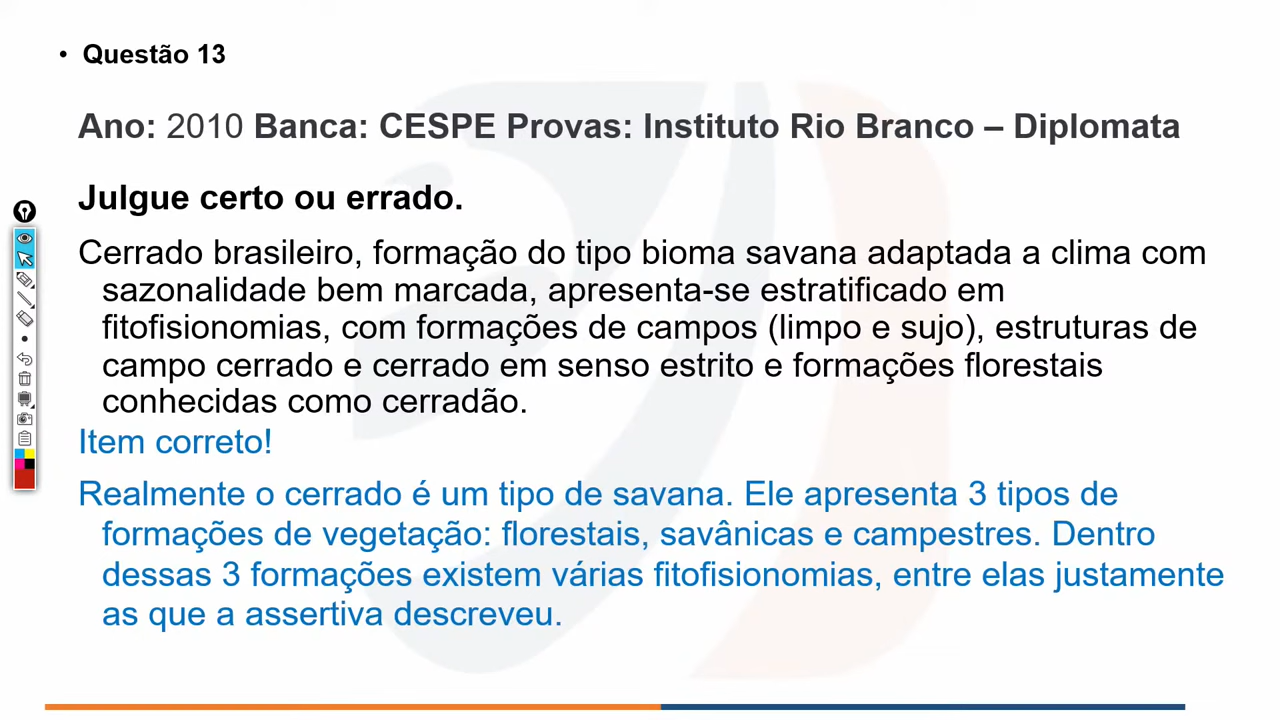 • Questão 13
Ano: 2010 Banca: CESPE Provas: Instituto Rio Branco – Diplomata
Julgue certo ou errado.
Cerrado brasileiro, formação do tipo bioma savana adaptada a clima com
sazonalidade bem marcada, apresenta-se estratificado em
fitofisionomias, com formações de campos (limpo e sujo), estruturas de
campo cerrado e cerrado em senso estrito e formações florestais
conhecidas como cerradão.
Item correto!
Realmente o cerrado é um tipo de savana. Ele apresenta 3 tipos de
formações de vegetação: florestais, savânicas e campestres. Dentro
dessas 3 formações existem várias fitofisionomias, entre elas justamente
as que a assertiva descreveu.